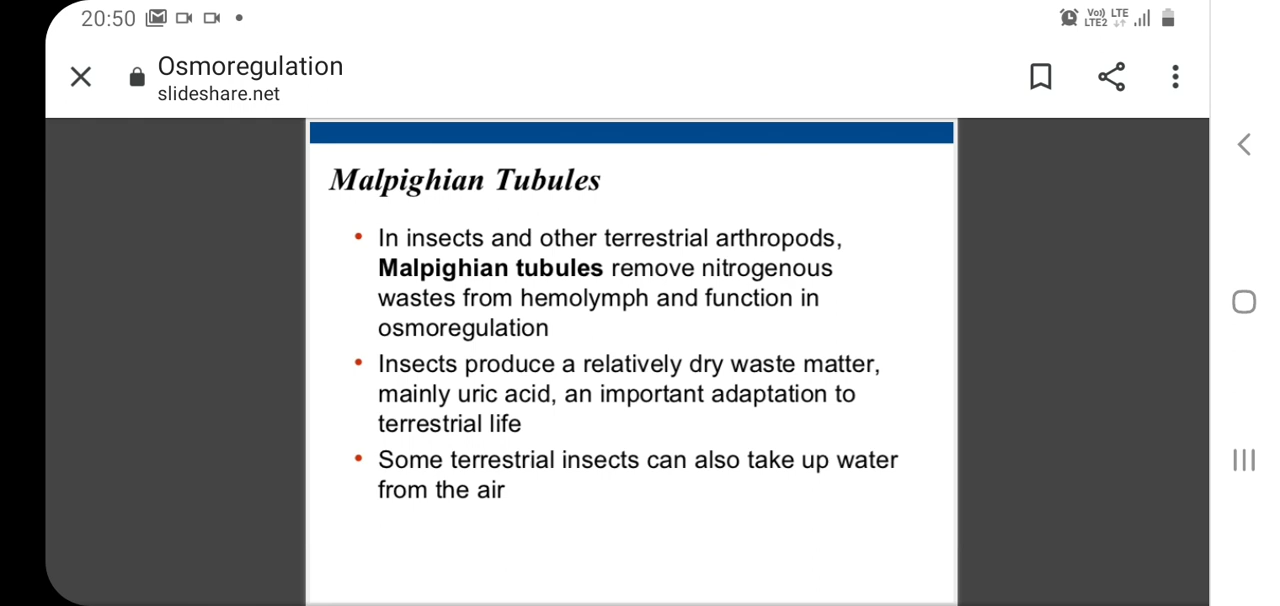 20:50
Vo) LTE
LTE2
Osmoregulation
slideshare.net
Malpighian Tubules
• In insects and other terrestrial arthropods,
Malpighian tubules remove nitrogenous
wastes from hemolymph and function in
osmoregulation
• Insects produce a relatively dry waste matter,
mainly uric acid, an important adaptation to
terrestrial life
• Some terrestrial insects can also take up water
from the air